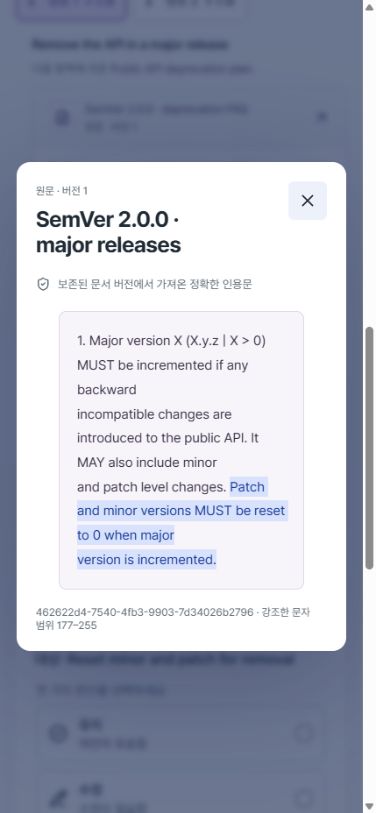 Remove the API in a major release
원문 · 버전 1
SemVer 2.0.0 ·
major releases
보존된 문서 버전에서 가져온 정확한 인용문
1. Major version X (X.y.z | X > 0)
MUST be incremented if any
backward
incompatible changes are
introduced to the public API. It
MAY also include minor
and patch level changes. Patch
and minor versions MUST be reset
to 0 when major
version is incremented.
462622d4-7540-4fb3-9903-7d34026b2796 · 강조한 문자
범위 177–255
Reset minor and patch for removal